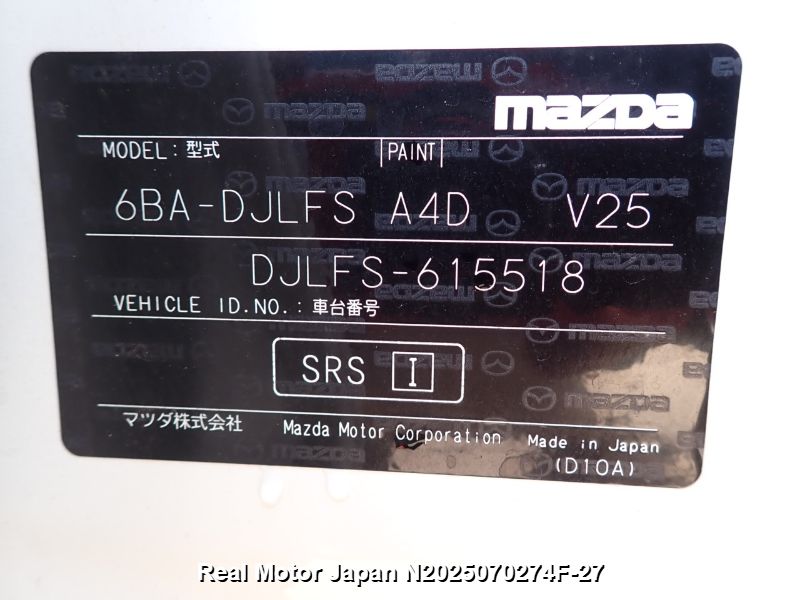 mazDa
MODEL：型式 |PAINT|
6BA-DJLFS A4D V25
DJLFS-615518
VEHICLE ID.NO.：車台番号
SRS I
マツダ株式会社 Mazda Motor Corporation Made in Japan
(D10A)
Real Motor Japan N2025070274F-27